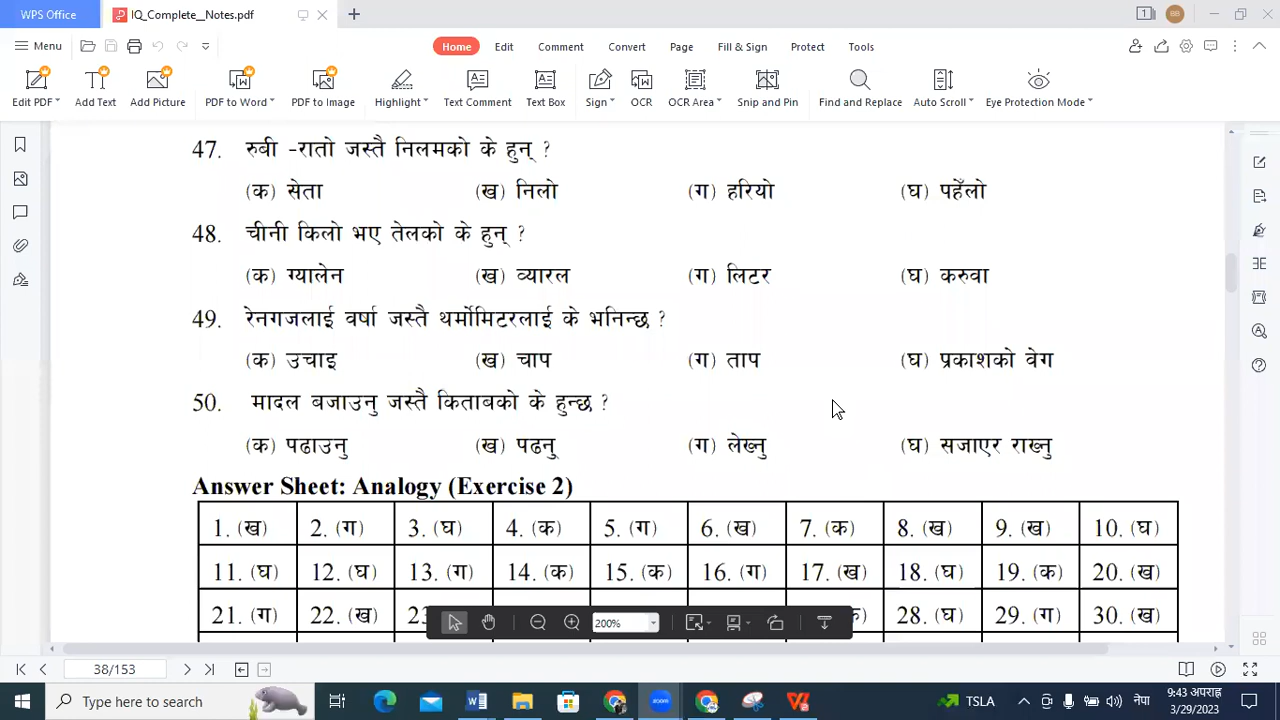 WPS Office IQ_Complete_Notes.pdf 1 BB
Menu Home Edit Comment Convert Page Fill & Sign Protect Tools
Edit PDF Add Text Add Picture PDF to Word PDF to Image Highlight Text Comment Text Box Sign OCR OCR Area Snip and Pin Find and Replace Auto Scroll Eye Protection Mode
47. रुबी -रातो जस्तै निलमको के हुन् ?
(क) सेता (ख) निलो (ग) हरियो (घ) पहेँलो
48. चीनी किलो भए तेलको के हुन् ?
(क) ग्यालेन (ख) व्यारल (ग) लिटर (घ) करुवा
49. रेनगजलाई वर्षा जस्तै थर्मोमिटरलाई के भनिन्छ ?
(क) उचाइ (ख) चाप (ग) ताप (घ) प्रकाशको वेग
50. मादल बजाउनु जस्तै किताबको के हुन्छ ?
(क) पढाउनु (ख) पढनु (ग) लेख्नु (घ) सजाएर राख्नु
Answer Sheet: Analogy (Exercise 2)
1. (ख) 2. (ग) 3. (घ) 4. (क) 5. (ग) 6. (ख) 7. (क) 8. (ख) 9. (ख) 10. (घ)
11. (घ) 12. (घ) 13. (ग) 14. (क) 15. (क) 16. (ग) 17. (ख) 18. (घ) 19. (क) 20. (ख)
21. (ग) 22. (ख) 28. (घ) 29. (ग) 30. (ख)
200%
38/153
Type here to search TSLA नेपा 9:43 अपराह्न
3/29/2023